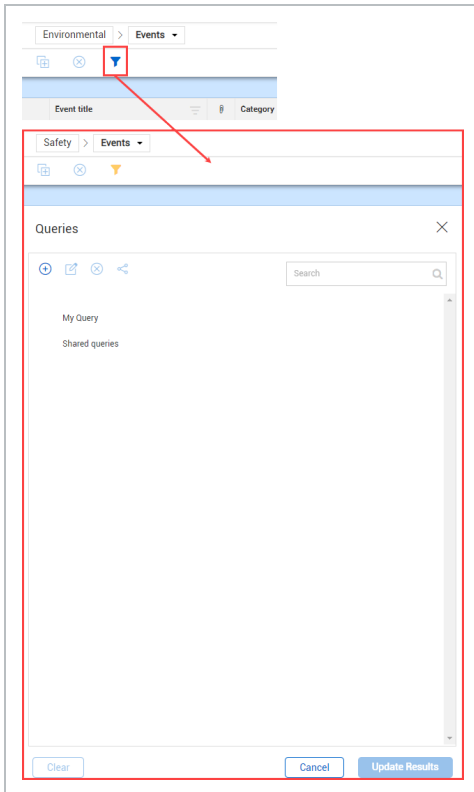 Environmental > Events
Event title Category
Safety > Events
Queries
Search
My Query
Shared queries
Clear Cancel Update Results